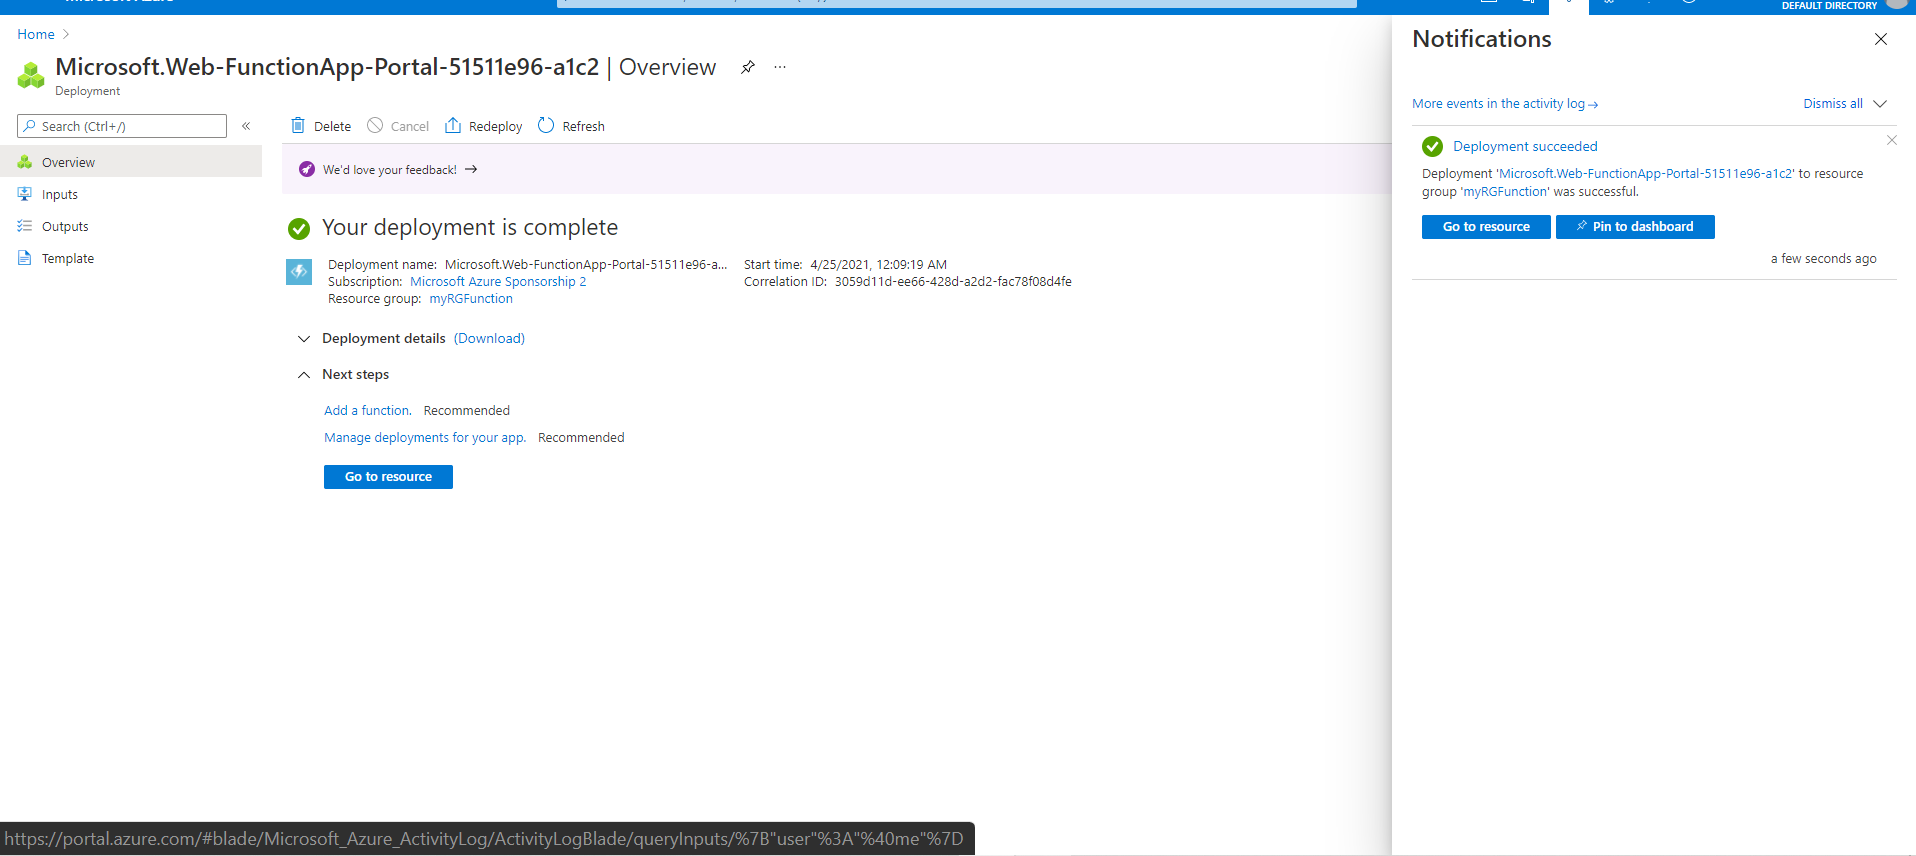 Home
Microsoft.Web-FunctionApp-Portal-51511e96-a1c2 | Overview
Deployment
Search (Ctrl+/)
Overview
Inputs
Outputs
Template
Delete
Cancel
Redeploy
Refresh
We'd love your feedback!
Your deployment is complete
Deployment name: Microsoft.Web-FunctionApp-Portal-51511e96-a...
Subscription: Microsoft Azure Sponsorship 2
Resource group: myRGFunction
Start time: 4/25/2021, 12:09:19 AM
Correlation ID: 3059d11d-ee66-428d-a2d2-fac78f08d4fe
Deployment details (Download)
Next steps
Add a function. Recommended
Manage deployments for your app. Recommended
Go to resource
DEFAULT DIRECTORY
Notifications
More events in the activity log
Dismiss all
Deployment succeeded
Deployment 'Microsoft.Web-FunctionApp-Portal-51511e96-a1c2' to resource
group 'myRGFunction' was successful.
Go to resource
Pin to dashboard
a few seconds ago
https://portal.azure.com/#blade/Microsoft_Azure_ActivityLog/ActivityLogBlade/queryInputs/%7B"user"%3A"%40me"%7D